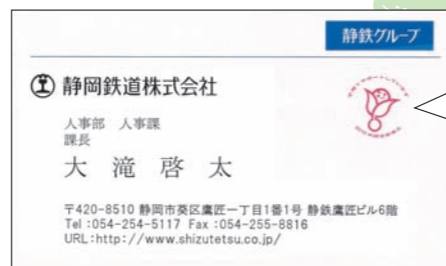 静鉄グループ
静岡鉄道株式会社
人事部 人事課
課長
大滝啓太
〒420-8510 静岡市葵区鷹匠一丁目1番1号 静鉄鷹匠ビル6階
Tel:054-254-5117 Fax:054-255-8816
URL:http://www.shizutetsu.co.jp/